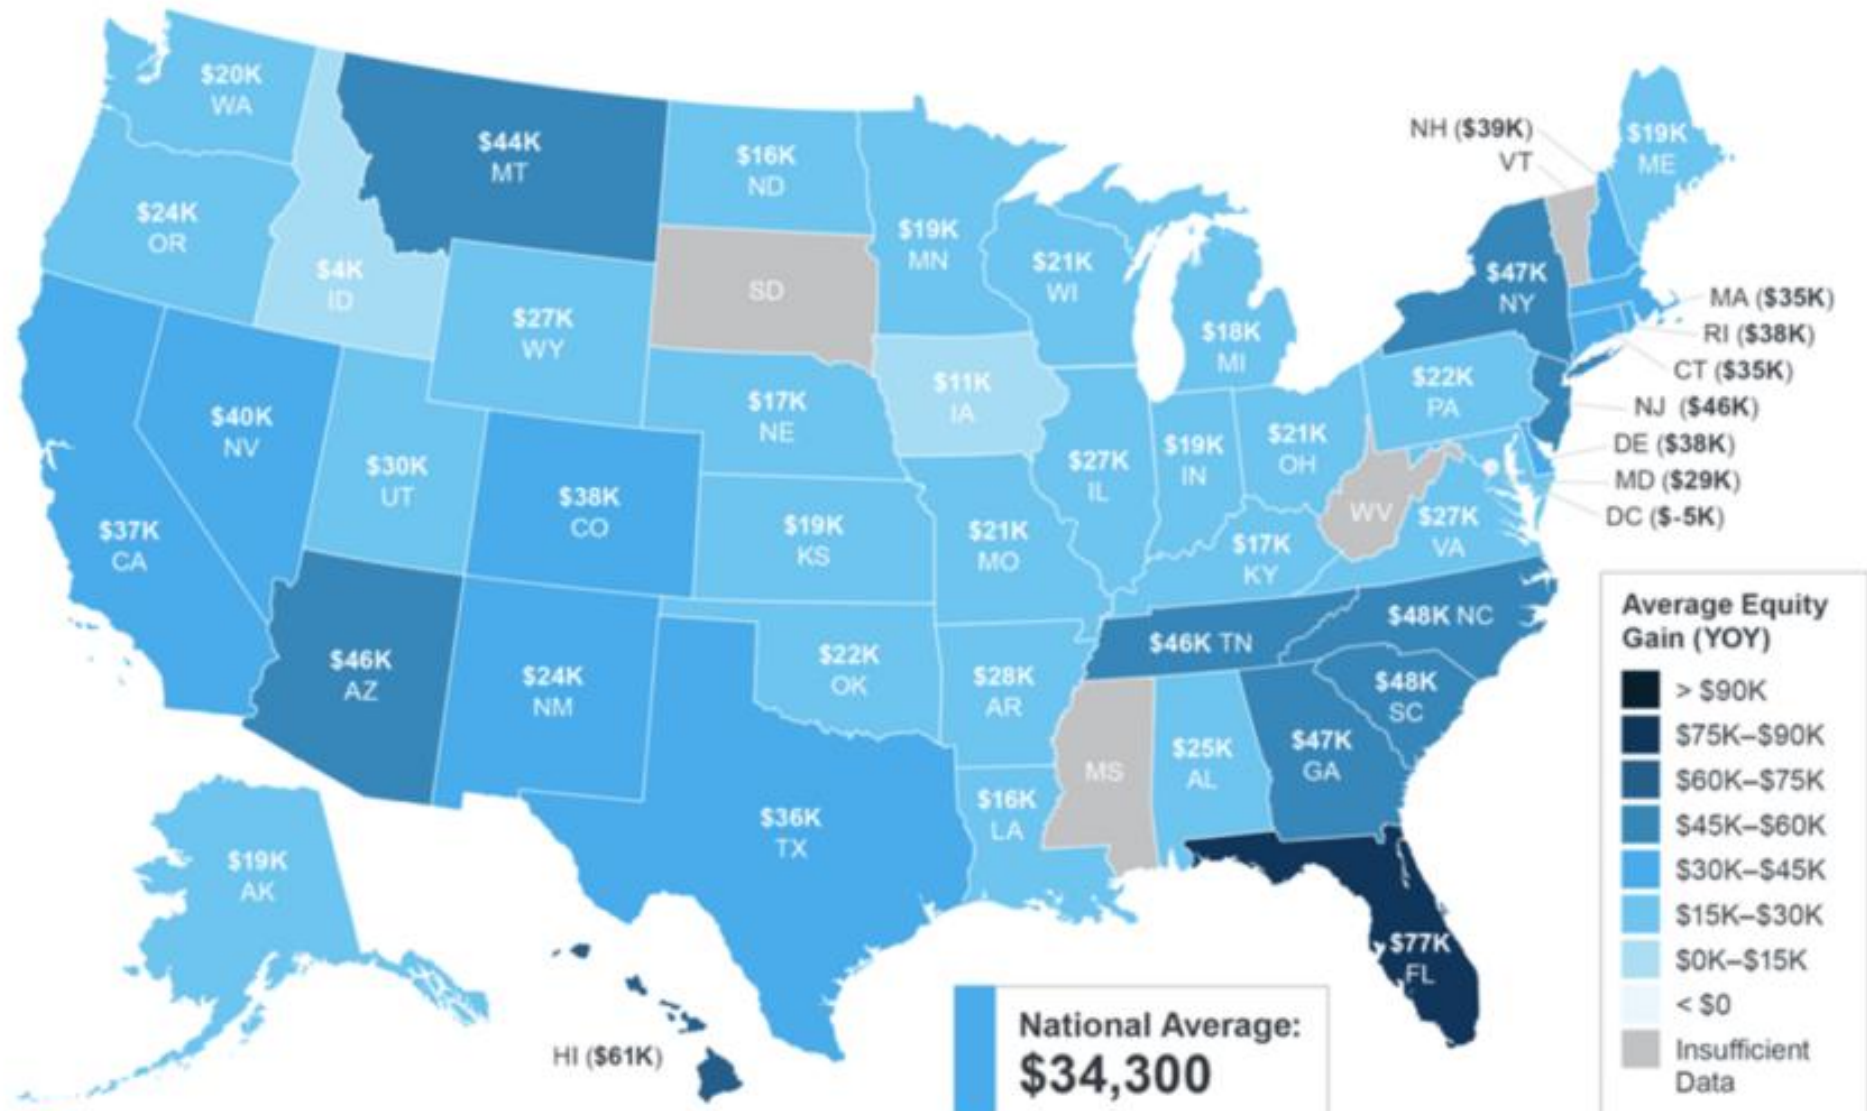 $20K
WA
$44K
MT
$16K
ND
NH ($39K)
VT
$19K
ME
$24K
OR
$4K
ID
$19K
MN
$21K
WI
$47K
NY
MA ($35K)
RI ($38K)
CT ($35K)
NJ ($46K)
DE ($38K)
MD ($29K)
DC ($-5K)
SD
$27K
WY
$18K
MI
$11K
IA
$22K
PA
$40K
NV
$17K
NE
$30K
UT
$38K
CO
$27K
IL
$19K
IN
$21K
OH
WV
$27K
VA
$37K
CA
$19K
KS
$21K
MO
$17K
KY
$48K NC
$46K TN
$46K
AZ
$24K
NM
$22K
OK
$28K
AR
$48K
SC
MS
$25K
AL
$47K
GA
$36K
TX
$16K
LA
$19K
AK
HI ($61K)
$77K
FL
National Average:
$34,300
Average Equity
Gain (YOY)
> $90K
$75K–$90K
$60K–$75K
$45K–$60K
$30K–$45K
$15K–$30K
$0K–$15K
< $0
Insufficient
Data